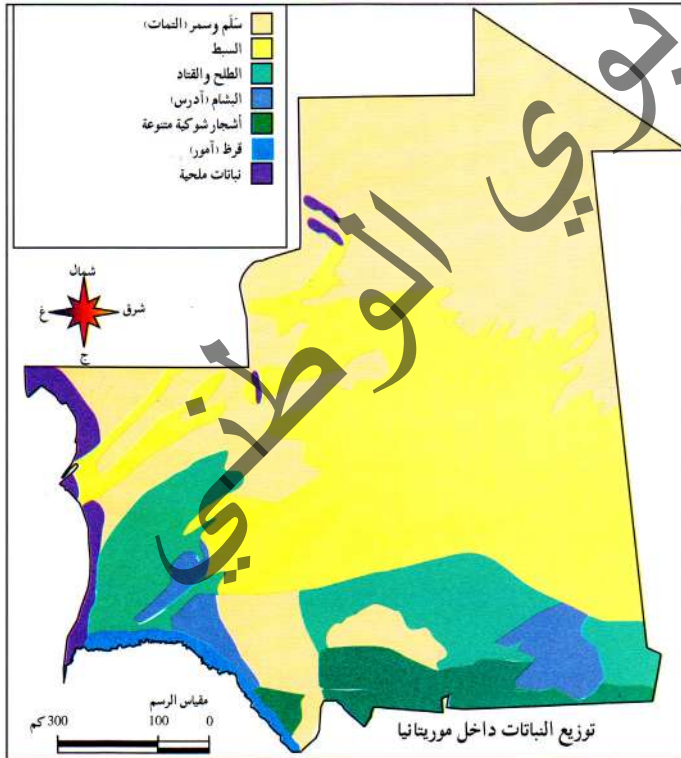 سَلَم وسمر (التمات)
السبط
الطلح والقتاد
البشام (آدرس)
أشجار شوكية متنوعة
قرظ (آمور)
نباتات ملحية
شمال
شرق
غ
ج
مقياس الرسم
300 كم 100 0
توزيع النباتات داخل موريتانيا
بوي الوطني